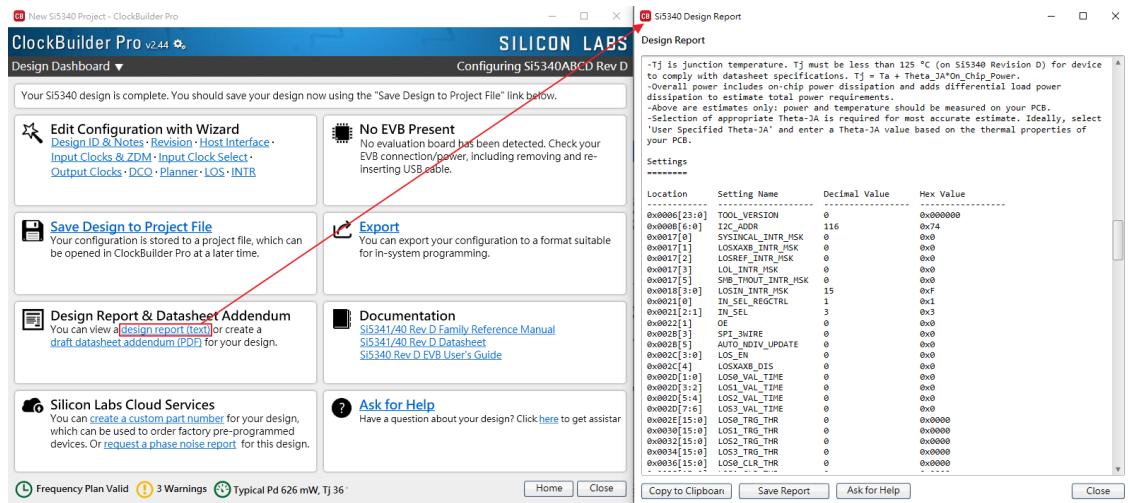 New Si5340 Project - ClockBuilder Pro
ClockBuilder Pro v2.44
SILICON LABS
Design Dashboard ▼
Configuring Si5340ABCD Rev D
Your Si5340 design is complete. You should save your design now using the "Save Design to Project File" link below.
Edit Configuration with Wizard
Design ID & Notes · Revision · Host Interface ·
Input Clocks & ZDM · Input Clock Select ·
Output Clocks · DCO · Planner · LOS · INTR
No EVB Present
No evaluation board has been detected. Check your
EVB connection/power, including removing and re-
inserting USB cable.
Save Design to Project File
Your configuration is stored to a project file, which can
be opened in ClockBuilder Pro at a later time.
Export
You can export your configuration to a format suitable
for in-system programming.
Design Report & Datasheet Addendum
You can view a design report (text) or create a
draft datasheet addendum (PDF) for your design.
Documentation
Si5341/40 Rev D Family Reference Manual
Si5341/40 Rev D Datasheet
Si5340 Rev D EVB User's Guide
Silicon Labs Cloud Services
You can create a custom part number for your design,
which can be used to order factory pre-programmed
devices. Or request a phase noise report for this design.
Ask for Help
Have a question about your design? Click here to get assistar
Frequency Plan Valid
3 Warnings
Typical Pd 626 mW, Tj 36°
Home
Close
Si5340 Design Report
Design Report
-Tj is junction temperature. Tj must be less than 125 °C (on Si5340 Revision D) for device
to comply with datasheet specifications. Tj = Ta + Theta_JA*On_Chip_Power.
-Overall power includes on-chip power dissipation and adds differential load power
dissipation to estimate total power requirements.
-Above are estimates only: power and temperature should be measured on your PCB.
-Selection of appropriate Theta-JA is required for most accurate estimate. Ideally, select
'User Specified Theta-JA' and enter a Theta-JA value based on the thermal properties of
your PCB.
Settings
========
Location Setting Name Decimal Value Hex Value
------------ ------------------ ---------------- ----------------
0x0006[23:0] TOOL_VERSION 0 0x000000
0x000B[6:0] I2C_ADDR 116 0x74
0x0017[0] SYSINCAL_INTR_MSK 0 0x0
0x0017[1] LOSXAXB_INTR_MSK 0 0x0
0x0017[2] LOSREF_INTR_MSK 0 0x0
0x0017[3] LOL_INTR_MSK 0 0x0
0x0017[5] SMB_TMOUT_INTR_MSK 0 0x0
0x0018[3:0] LOSIN_INTR_MSK 15 0xF
0x0021[0] IN_SEL_REGCTRL 1 0x1
0x0021[2:1] IN_SEL 3 0x3
0x0022[1] OE 0 0x0
0x002B[3] SPI_3WIRE 0 0x0
0x002B[5] AUTO_NDIV_UPDATE 0 0x0
0x002C[3:0] LOS_EN 0 0x0
0x002C[4] LOSXAXB_DIS 0 0x0
0x002D[1:0] LOS0_VAL_TIME 0 0x0
0x002D[3:2] LOS1_VAL_TIME 0 0x0
0x002D[5:4] LOS2_VAL_TIME 0 0x0
0x002D[7:6] LOS3_VAL_TIME 0 0x0
0x002E[15:0] LOS0_TRG_THR 0 0x0000
0x0030[15:0] LOS1_TRG_THR 0 0x0000
0x0032[15:0] LOS2_TRG_THR 0 0x0000
0x0034[15:0] LOS3_TRG_THR 0 0x0000
0x0036[15:0] LOS0_CLR_THR 0 0x0000
Copy to Clipboar
Save Report
Ask for Help
Close